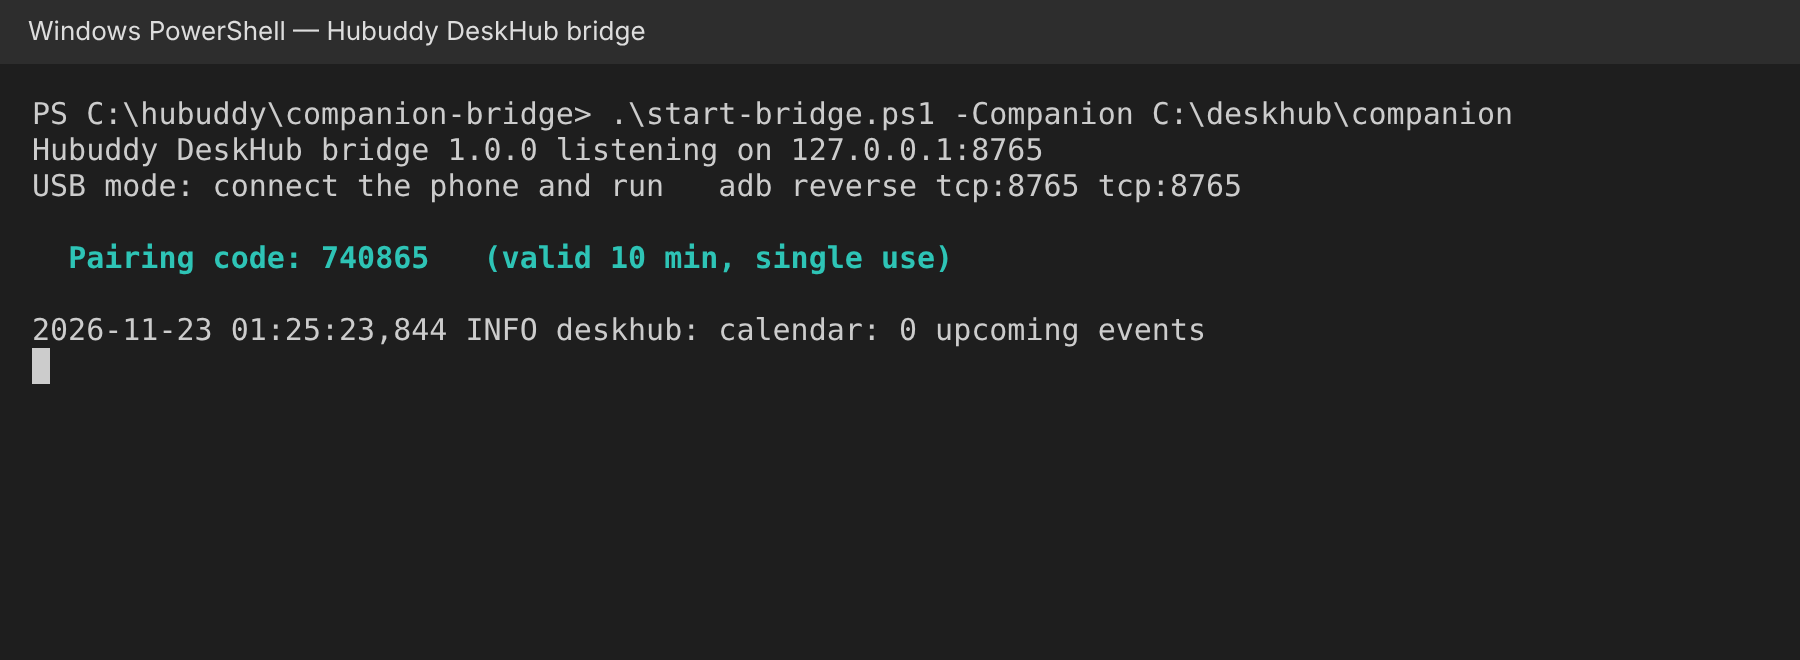 Windows PowerShell — Hubuddy DeskHub bridge
PS C:\hubuddy\companion-bridge> .\start-bridge.ps1 -Companion C:\deskhub\companion
Hubuddy DeskHub bridge 1.0.0 listening on 127.0.0.1:8765
USB mode: connect the phone and run   adb reverse tcp:8765 tcp:8765
Pairing code: 740865   (valid 10 min, single use)
2026-11-23 01:25:23,844 INFO deskhub: calendar: 0 upcoming events